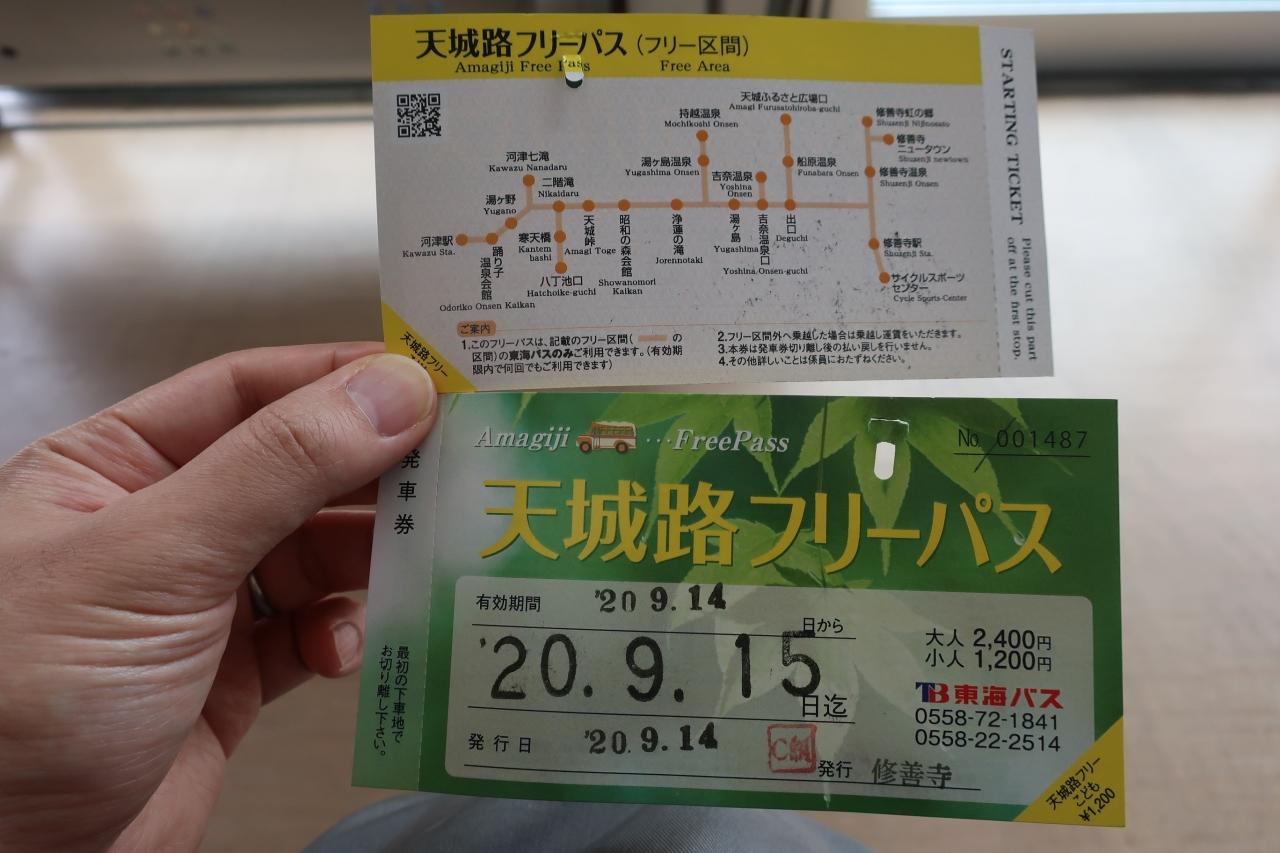 天城路フリーパス（フリー区間）
Amagiji Free Pass Free Area
STARTING TICKET
Please cut this part
off at the first stop.
天城ふるさと広場口
Amagi Furusatohiroba-guchi
持越温泉
Mochikoshi Onsen
修善寺虹の郷
Shuzenji Nijinosato
修善寺
ニュータウン
Shuzenji newtown
河津七滝
Kawazu Nanadaru
湯ヶ島温泉
Yugashima Onsen
船原温泉
Funabara Onsen
吉奈温泉
Yoshina
Onsen
修善寺温泉
Shuzenji Onsen
二階滝
Nikaidaru
湯ヶ野
Yugano
河津駅
Kawazu Sta.
踊り子
温泉会館
Odoriko Onsen Kaikan
寒天橋
Kantem
bashi
八丁池口
Hatchoike-guchi
天城峠
Amagi Toge
昭和の森会館
Showanomori
Kaikan
浄蓮の滝
Jorennotaki
湯ヶ島
Yugashima
吉奈温泉口
Yoshina Onsen-guchi
出口
Deguchi
修善寺駅
サイクルスポーツ
センター
Cycle Sports-Center
ご案内
1.このフリーパスは、記載のフリー区間（ の
区間）の東海バスのみご利用できます。（有効期
限内で何回でもご利用できます）
2.フリー区間外へ乗越した場合は乗越し運賃をいただきます。
3.本券は発車券切り離し後の払い戻しを行いません。
4.その他詳しいことは係員におたずねください。
天城路フリー
発車券
最初の下車地で
お切り離し下さい。
Amagiji ···FreePass
No. 001487
天城路フリーパス
有効期間 '20 9.14
日から
'20. 9. 15
日迄
発行日 '20. 9.14
発行 修善寺
大人 2,400円
小人 1,200円
TB 東海バス
0558-72-1841
0558-22-2514
天城路フリー
こども
¥1,200